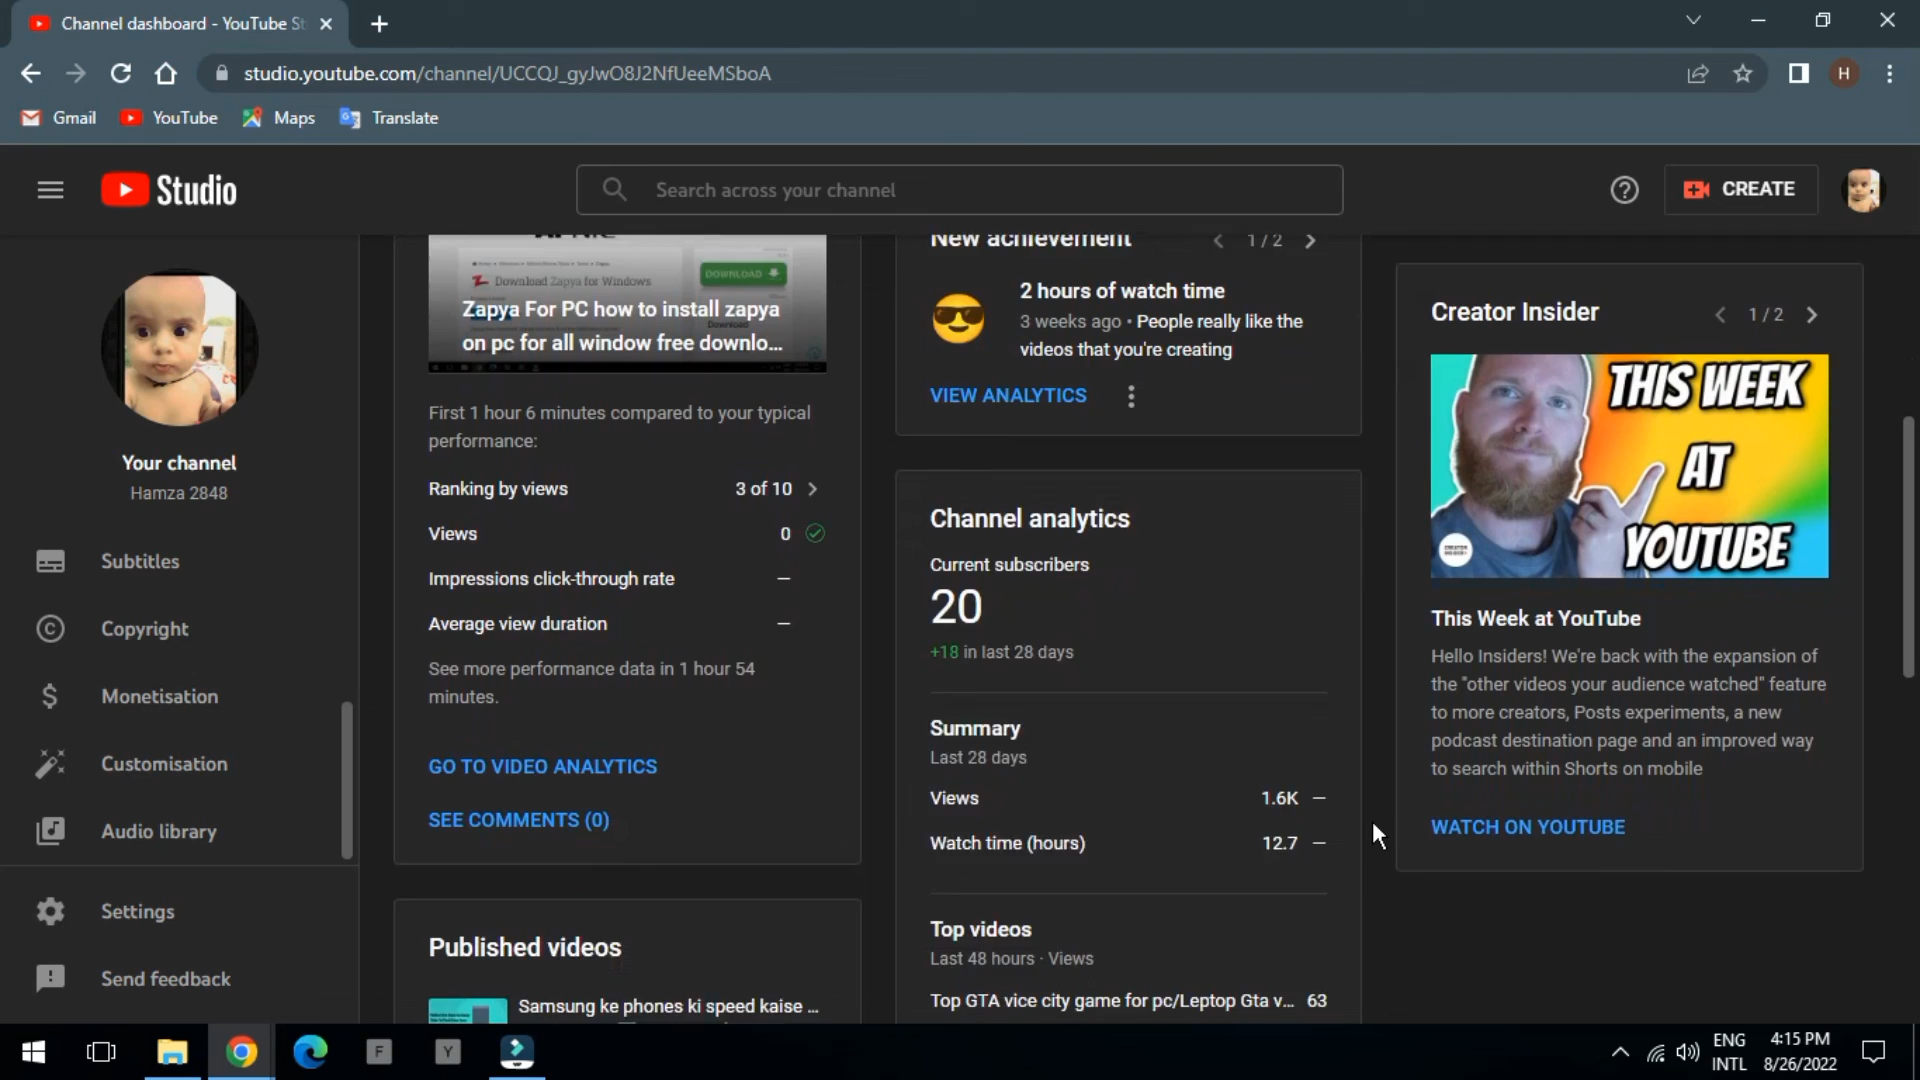 Channel dashboard - YouTube St
studio.youtube.com/channel/UCCQJ_gyJwO8J2NfUeeMSboA
H
Gmail
YouTube
Maps
Translate
Studio
Search across your channel
CREATE
Your channel
Hamza 2848
Subtitles
Copyright
Monetisation
Customisation
Audio library
Settings
Send feedback
Download Zapya for Windows
DOWNLOAD
Zapya For PC how to install zapya
on pc for all window free downlo...
First 1 hour 6 minutes compared to your typical
performance:
Ranking by views 3 of 10
Views 0
Impressions click-through rate —
Average view duration —
See more performance data in 1 hour 54
minutes.
GO TO VIDEO ANALYTICS
SEE COMMENTS (0)
Published videos
Samsung ke phones ki speed kaise ...
New achievement 1 / 2
2 hours of watch time
3 weeks ago • People really like the
videos that you're creating
VIEW ANALYTICS
Channel analytics
Current subscribers
20
+18 in last 28 days
Summary
Last 28 days
Views 1.6K —
Watch time (hours) 12.7 —
Top videos
Last 48 hours · Views
Top GTA vice city game for pc/Leptop Gta v... 63
Creator Insider 1 / 2
THIS WEEK
AT
YOUTUBE
This Week at YouTube
Hello Insiders! We're back with the expansion of
the "other videos your audience watched" feature
to more creators, Posts experiments, a new
podcast destination page and an improved way
to search within Shorts on mobile
WATCH ON YOUTUBE
F
Y
ENG
INTL
4:15 PM
8/26/2022